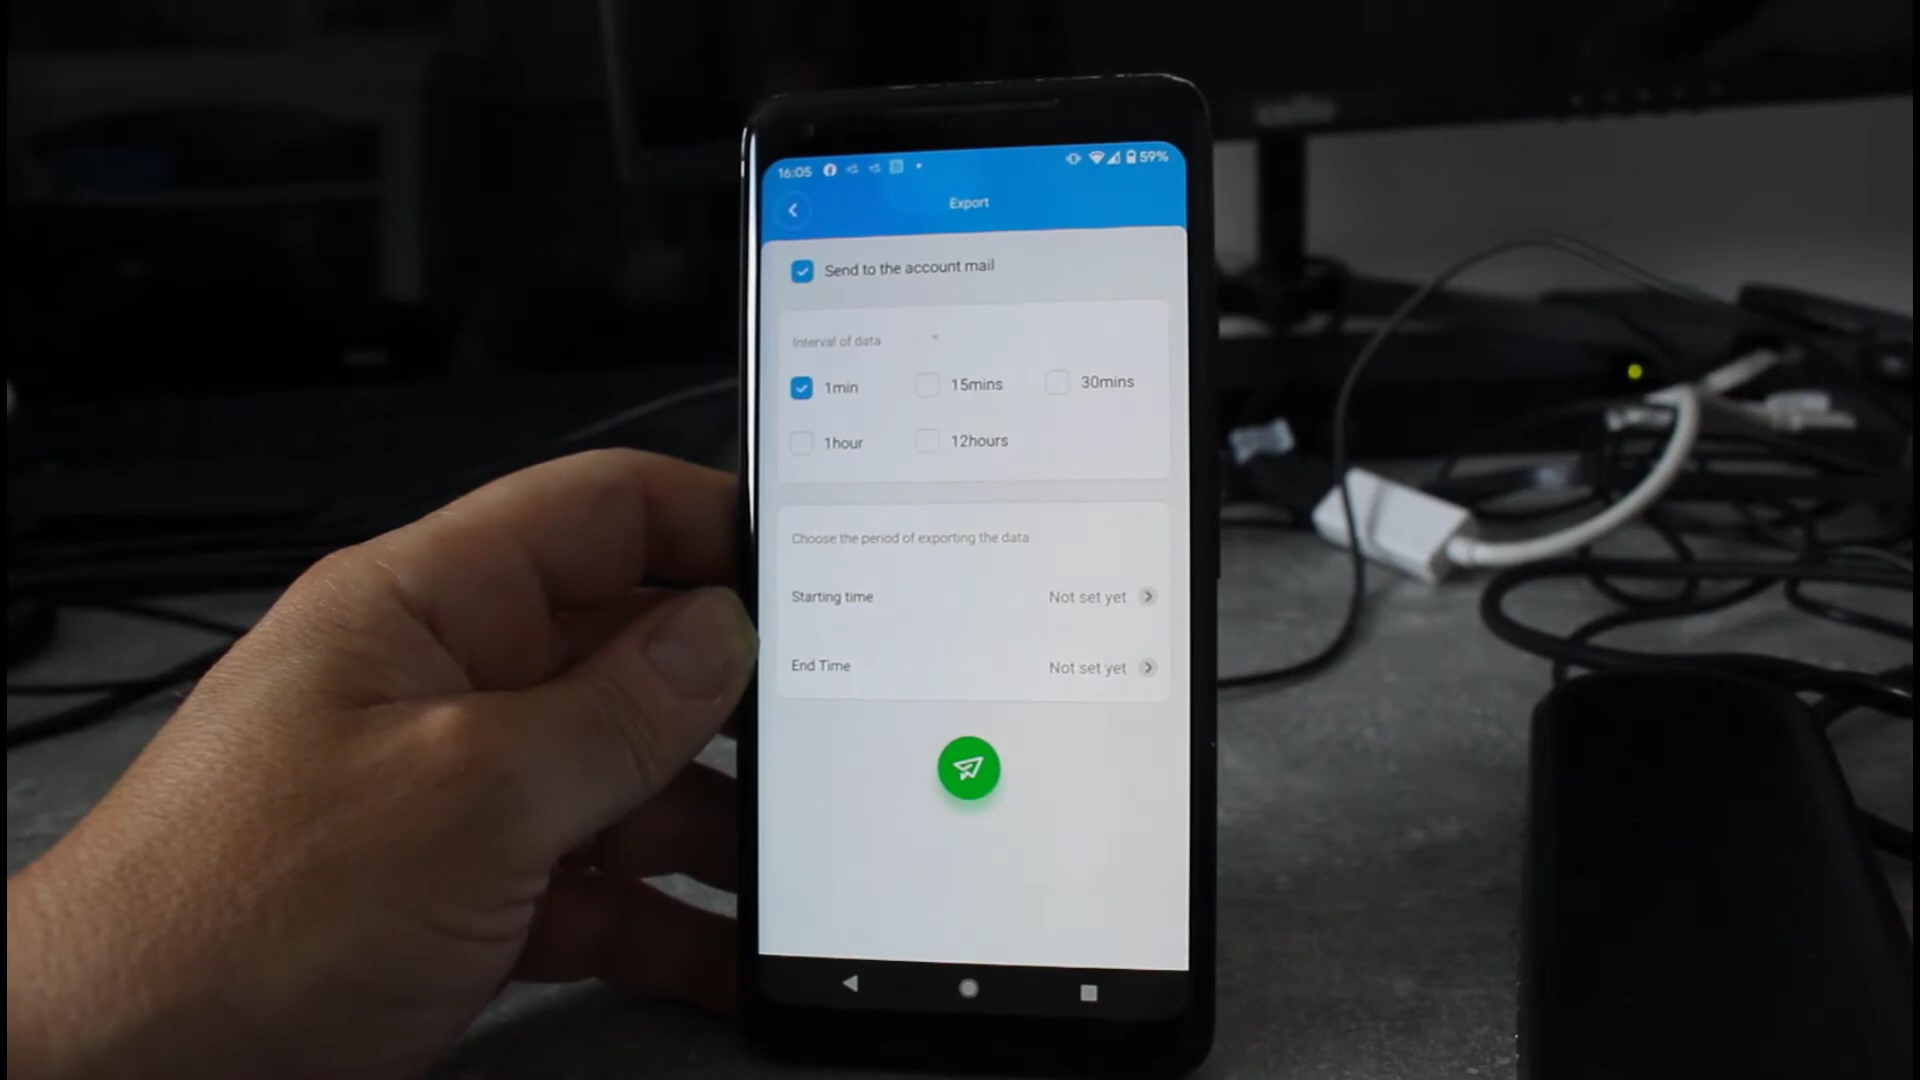 16:05 59%
Export
Send to the account mail
Interval of data
1min 15mins 30mins
1hour 12hours
Choose the period of exporting the data
Starting time Not set yet
End Time Not set yet